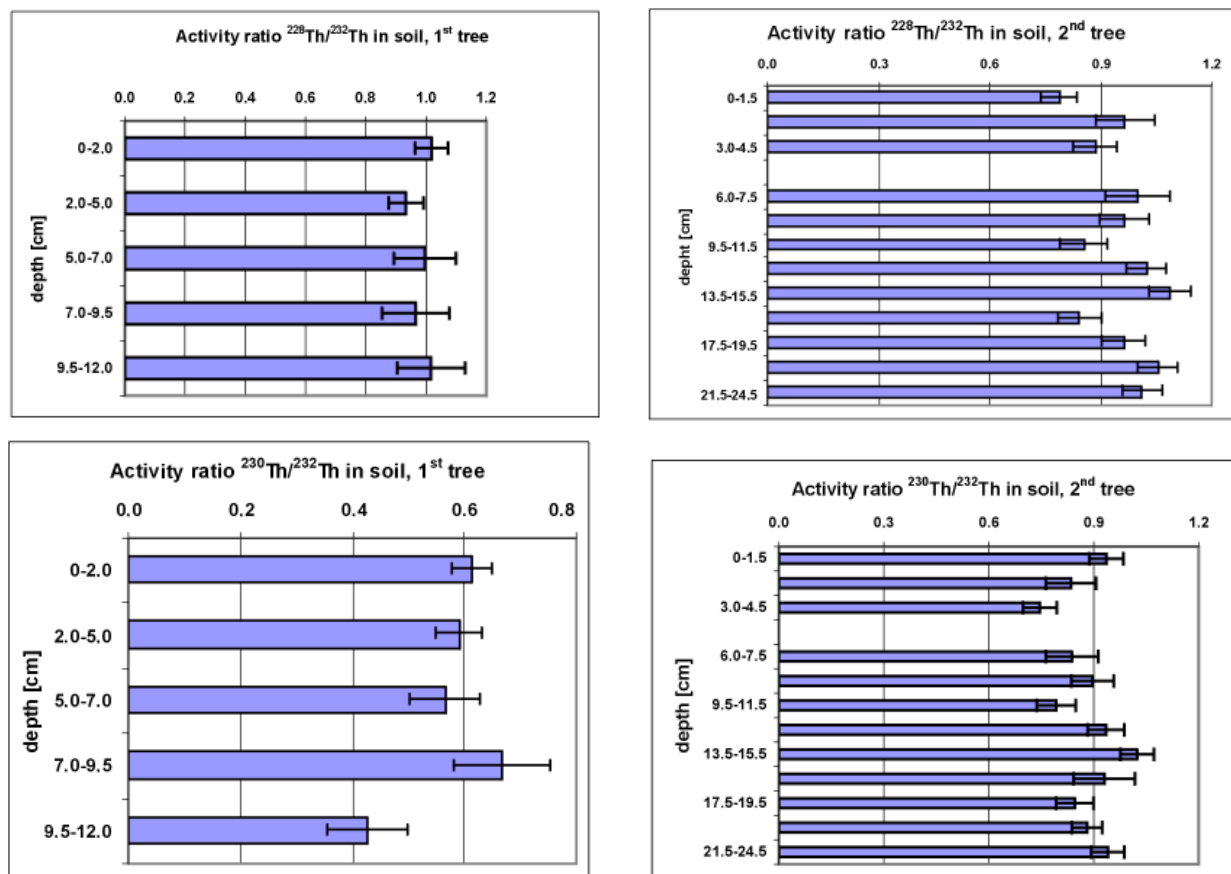 Activity ratio ²²⁸Th/²³²Th in soil, 1ˢᵗ tree
0.0 0.2 0.4 0.6 0.8 1.0 1.2
depth [cm]
0-2.0
2.0-5.0
5.0-7.0
7.0-9.5
9.5-12.0
Activity ratio ²²⁸Th/²³²Th in soil, 2ⁿᵈ tree
0.0 0.3 0.6 0.9 1.2
depht [cm]
0-1.5
3.0-4.5
6.0-7.5
9.5-11.5
13.5-15.5
17.5-19.5
21.5-24.5
Activity ratio ²³⁰Th/²³²Th in soil, 1ˢᵗ tree
0.0 0.2 0.4 0.6 0.8
depth [cm]
0-2.0
2.0-5.0
5.0-7.0
7.0-9.5
9.5-12.0
Activity ratio ²³⁰Th/²³²Th in soil, 2ⁿᵈ tree
0.0 0.3 0.6 0.9 1.2
depth [cm]
0-1.5
3.0-4.5
6.0-7.5
9.5-11.5
13.5-15.5
17.5-19.5
21.5-24.5